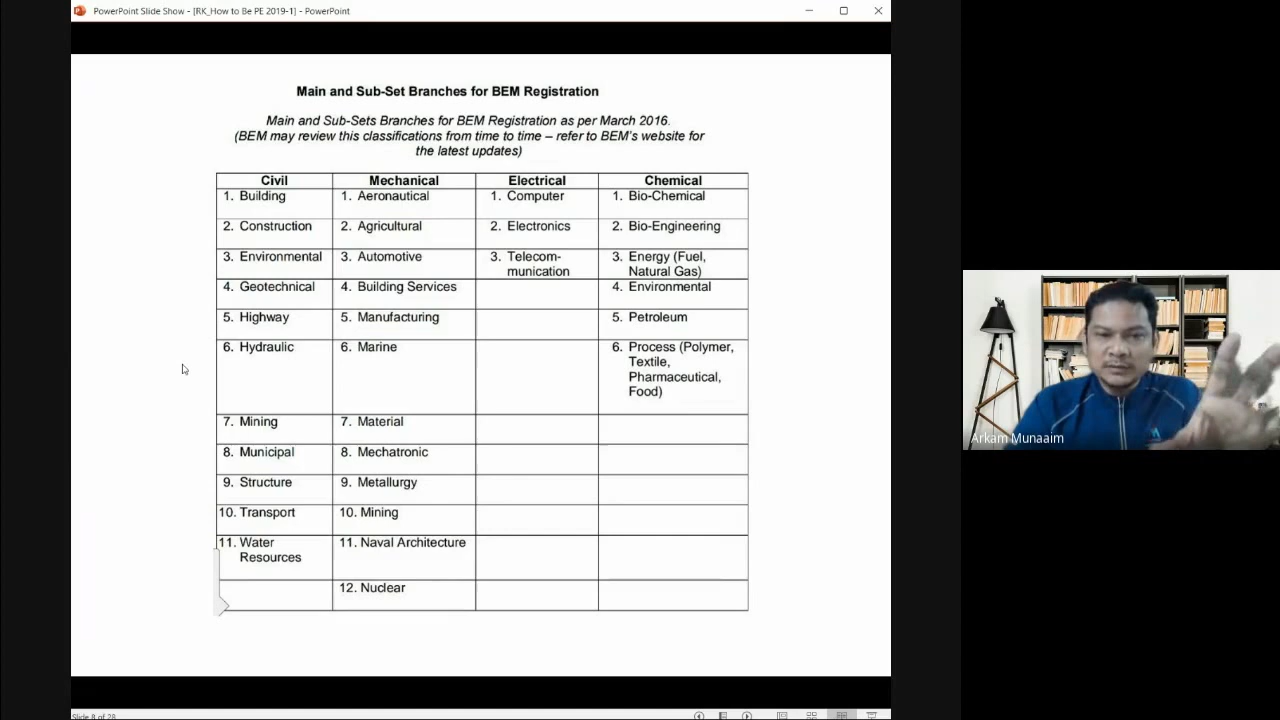 PowerPoint Slide Show - [RK_How to Be PE 2019-1] - PowerPoint
Main and Sub-Set Branches for BEM Registration
Main and Sub-Sets Branches for BEM Registration as per March 2016.
(BEM may review this classifications from time to time – refer to BEM's website for
the latest updates)
Civil Mechanical Electrical Chemical
1. Building 1. Aeronautical 1. Computer 1. Bio-Chemical
2. Construction 2. Agricultural 2. Electronics 2. Bio-Engineering
3. Environmental 3. Automotive 3. Telecom- 3. Energy (Fuel,
munication Natural Gas)
4. Geotechnical 4. Building Services 4. Environmental
5. Highway 5. Manufacturing 5. Petroleum
6. Hydraulic 6. Marine 6. Process (Polymer,
Textile,
Pharmaceutical,
Food)
7. Mining 7. Material
8. Municipal 8. Mechatronic
9. Structure 9. Metallurgy
10. Transport 10. Mining
11. Water 11. Naval Architecture
Resources
12. Nuclear
Arkam Munaaim
Slide 8 of 28